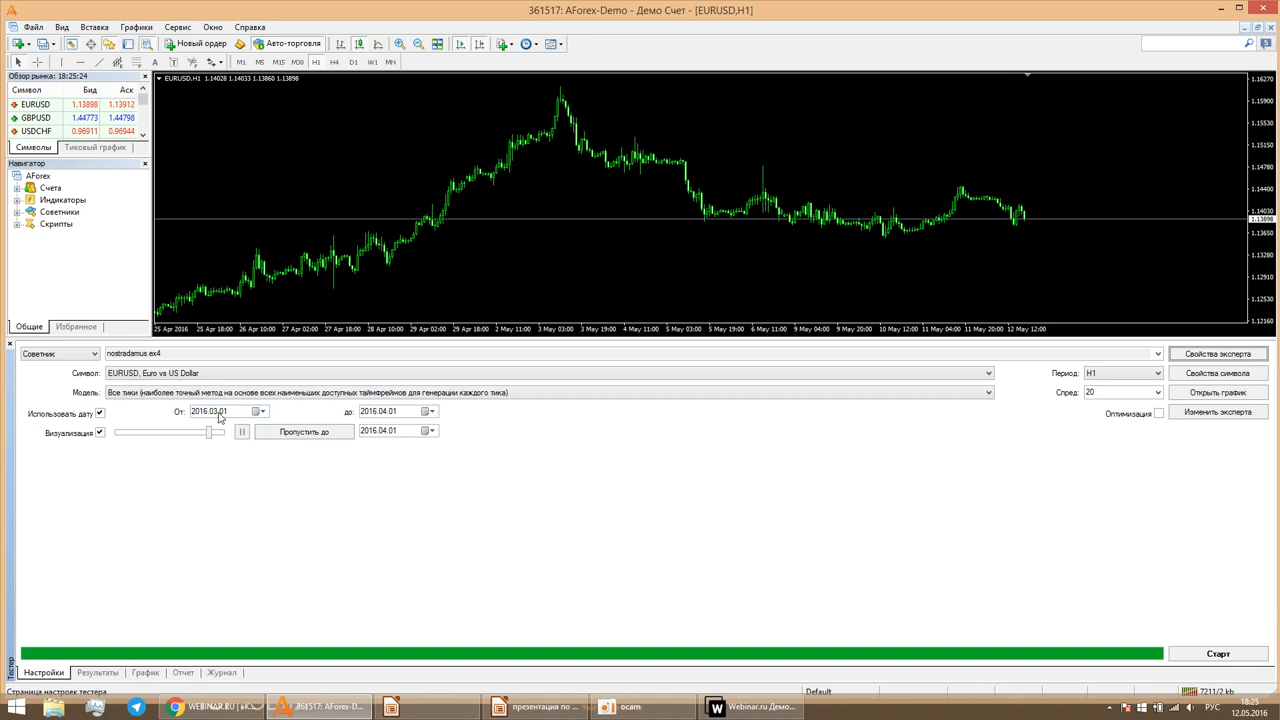 361517: AForex-Demo - Демо Счет - [EURUSD,H1]
Файл Вид Вставка Графики Сервис Окно Справка
Новый ордер Авто-торговля 5
A T M1 M5 M15 M30 H1 H4 D1 W1 MN
Обзор рынка: 18:25:24
Символ Бид Аск
EURUSD 1.13898 1.13912
GBPUSD 1.44773 1.44798
USDCHF 0.96911 0.96944
Символы Тиковый график
Навигатор
AForex
Счета
Индикаторы
Советники
Скрипты
Общие Избранное
EURUSD,H1 1.14028 1.14033 1.13860 1.13898
1.16270
1.15900
1.15530
1.15150
1.14780
1.14400
1.14030
1.13898
1.13650
1.13280
1.12910
1.12530
1.12160
25 Apr 2016 25 Apr 18:00 26 Apr 10:00 27 Apr 02:00 27 Apr 18:00 28 Apr 10:00 29 Apr 02:00 29 Apr 18:00 2 May 11:00 3 May 03:00 3 May 19:00 4 May 11:00 5 May 03:00 5 May 19:00 6 May 11:00 9 May 04:00 9 May 20:00 10 May 12:00 11 May 04:00 11 May 20:00 12 May 12:00
Советник nostradamus.ex4 Свойства эксперта
Символ: EURUSD, Euro vs US Dollar Период: H1 Свойства символа
Модель: Все тики (наиболее точный метод на основе всех наименьших доступных таймфреймов для генерации каждого тика) Спред: 20 Открыть график
Использовать дату От: 2016.03.01 до: 2016.04.01 Оптимизация Изменить эксперта
Визуализация Пропустить до 2016.04.01
Старт
Тестер
Настройки Результаты График Отчет Журнал
Страница настроек тестера Default 7211/2 kb
WEBINAR.RU | «К 361517: AForex-D... презентация по ocam Webinar.ru Демо... РУС 18:25
12.05.2016